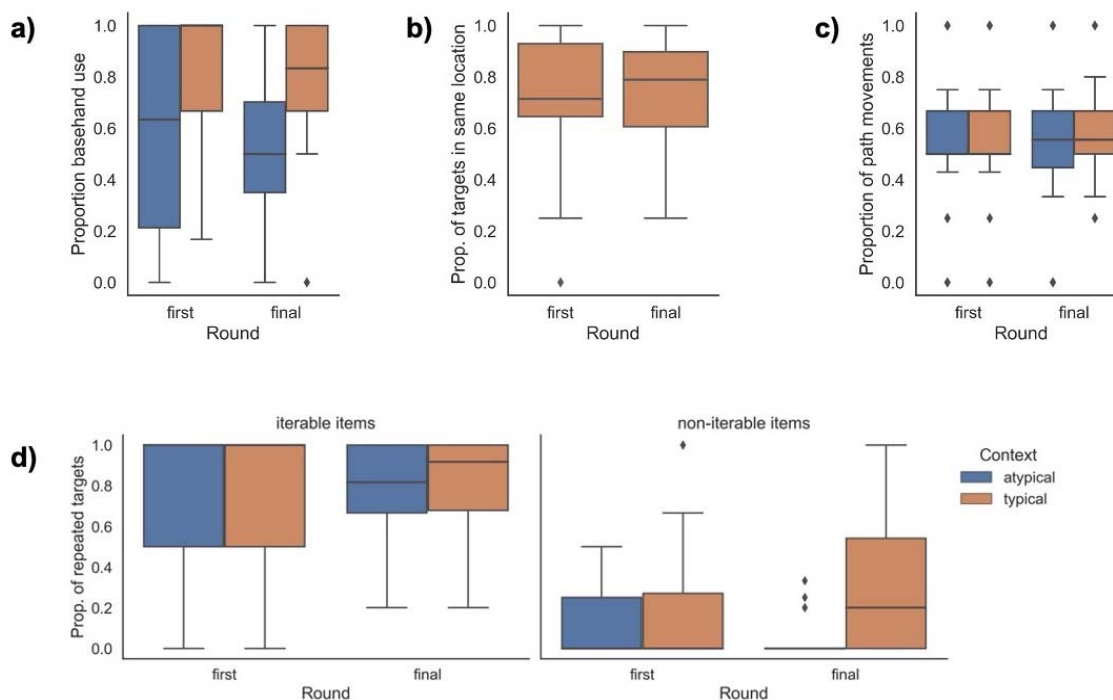 a)
Proportion basehand use
1.0
0.8
0.6
0.4
0.2
0.0
first final
Round
b)
Prop. of targets in same location
1.0
0.8
0.6
0.4
0.2
0.0
first final
Round
c)
Proportion of path movements
1.0
0.8
0.6
0.4
0.2
0.0
first final
Round
d)
Prop. of repeated targets
iterable items
1.0
0.8
0.6
0.4
0.2
0.0
first final
Round
non-iterable items
first final
Round
Context
atypical
typical